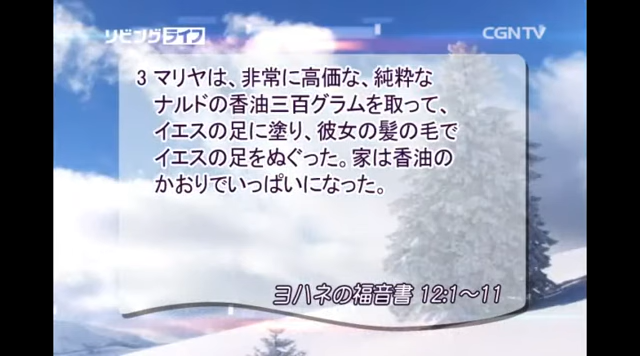 リビングライフ
CGNTV
3 マリヤは、非常に高価な、純粋な
ナルドの香油三百グラムを取って、
イエスの足に塗り、彼女の髪の毛で
イエスの足をぬぐった。家は香油の
かおりでいっぱいになった。
ヨハネの福音書 12:1〜11